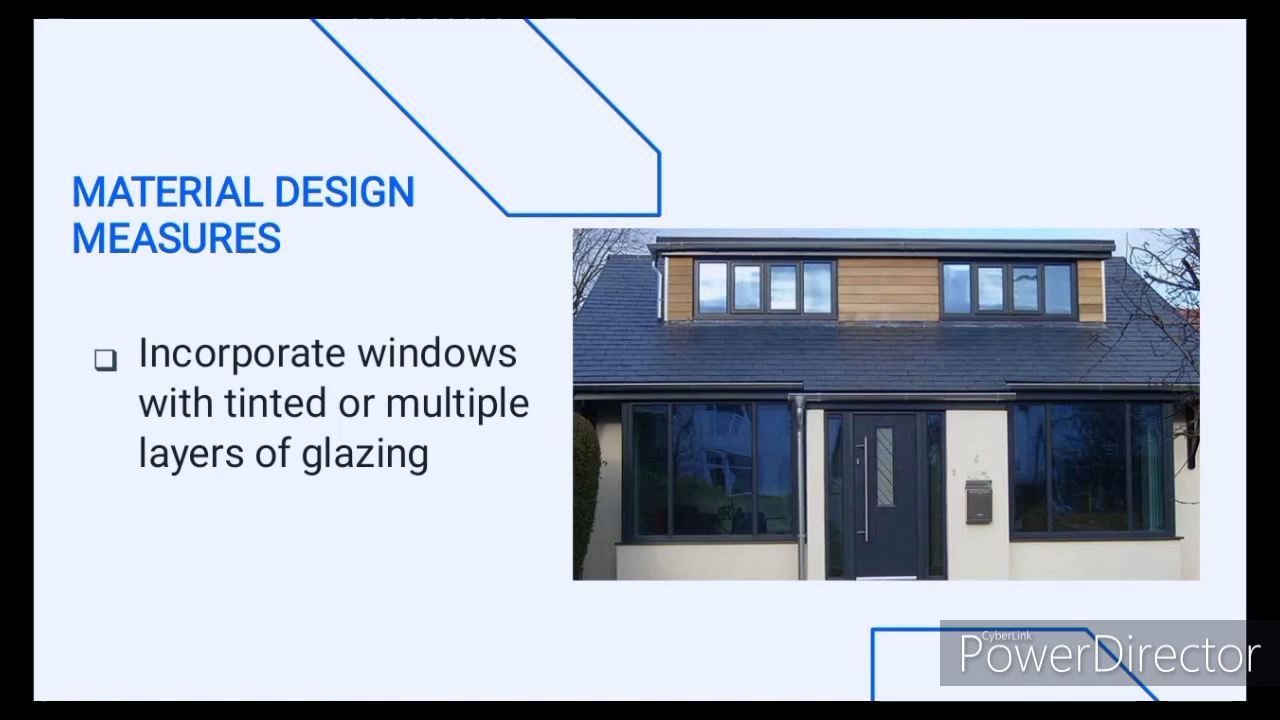 MATERIAL DESIGN
MEASURES
❑ Incorporate windows
with tinted or multiple
layers of glazing
CyberLink
PowerDirector